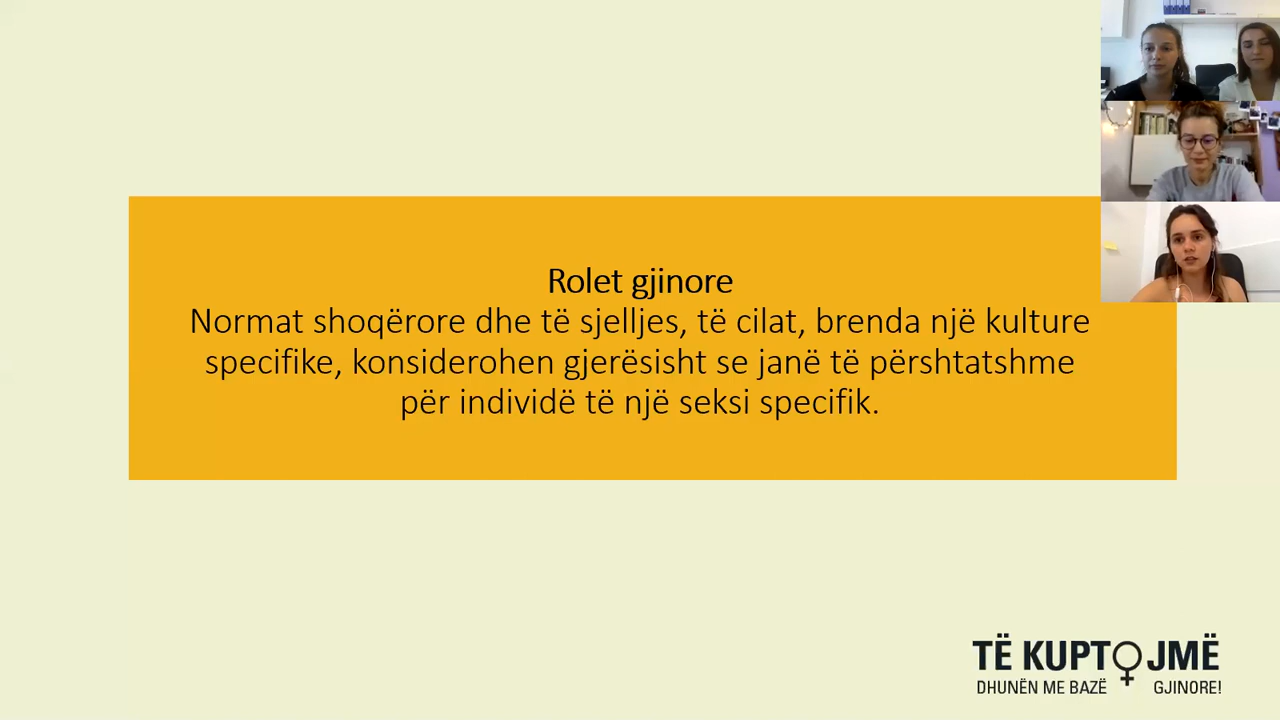 Rolet gjinore
Normat shoqërore dhe të sjelljes, të cilat, brenda një kulture
specifike, konsiderohen gjerësisht se janë të përshtatshme
për individë të një seksi specifik.
TË KUPTOJMË
DHUNËN ME BAZË GJINORE!